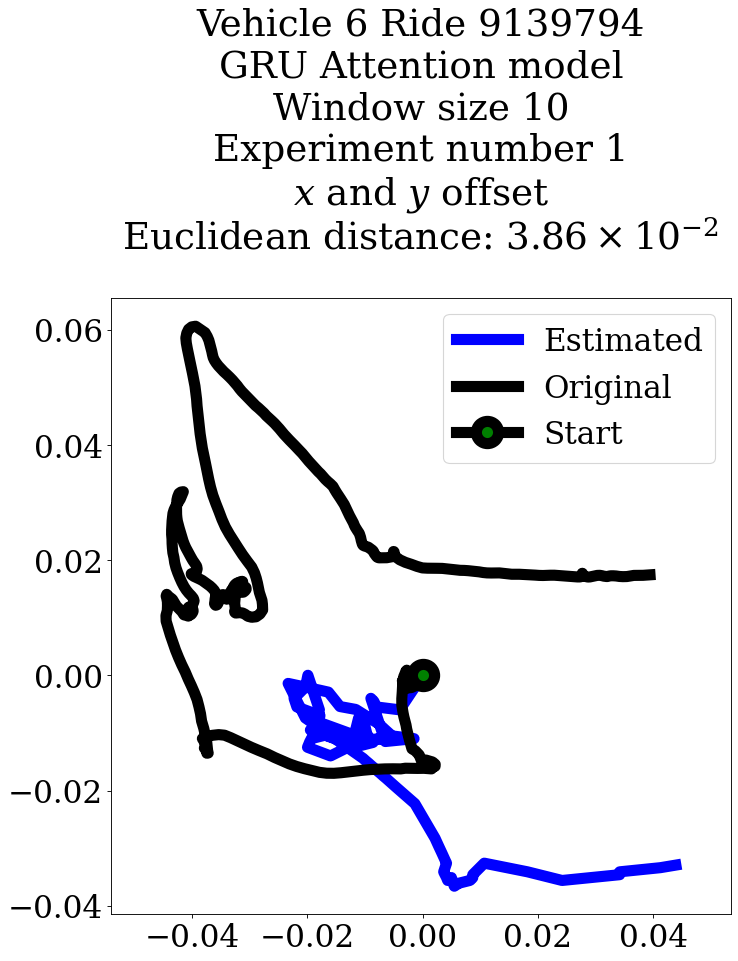 Vehicle 6 Ride 9139794
GRU Attention model
Window size 10
Experiment number 1
x and y offset
Euclidean distance: 3.86 × 10⁻²
Estimated
Original
Start
0.06
0.04
0.02
0.00
−0.02
−0.04
−0.04 −0.02 0.00 0.02 0.04